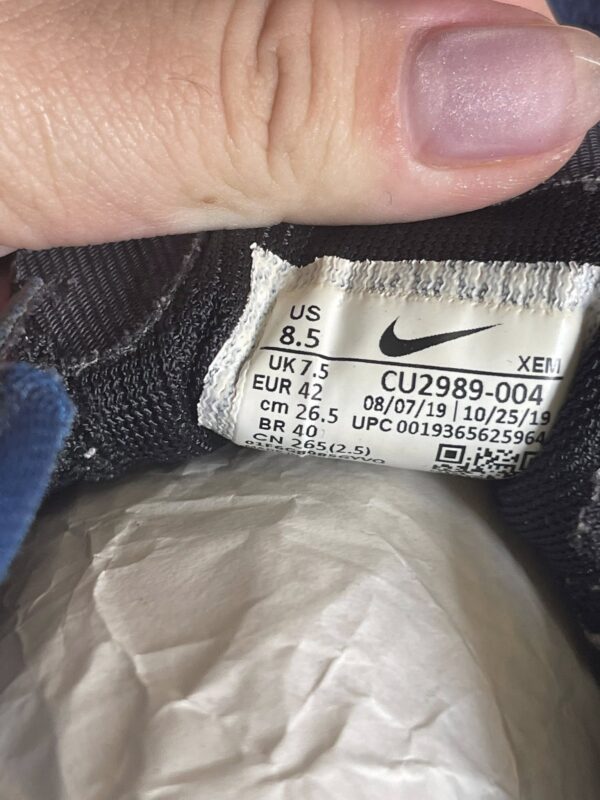 US
8.5
XEM
UK 7.5
EUR 42
cm 26.5
BR 40
CN 265(2.5)
CU2989-004
08/07/19 | 10/25/19
UPC 0019365625964